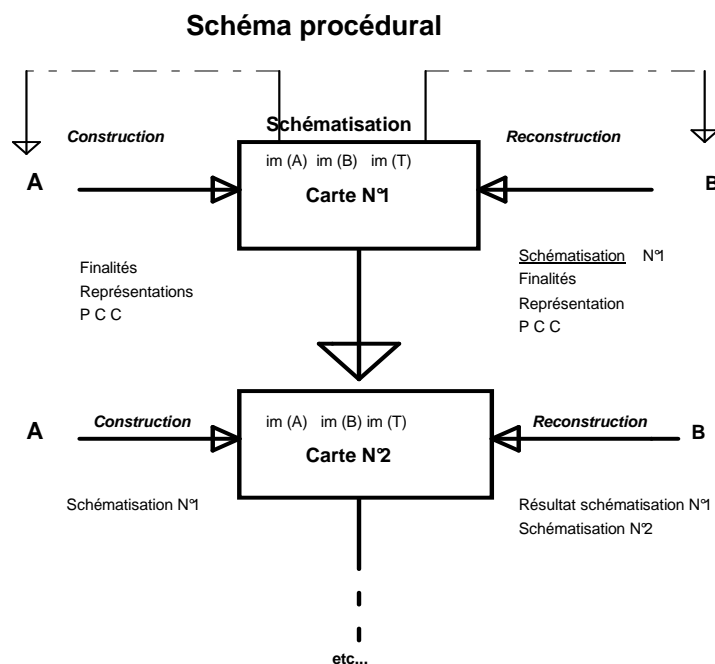 Schéma procédural
Construction
Schématisation
Reconstruction
im (A) im (B) im (T)
A
Carte N°1
B
Finalités
Représentations
P C C
Schématisation N°1
Finalités
Représentation
P C C
A
Construction
im (A) im (B) im (T)
Reconstruction
B
Carte N°2
Schématisation N°1
Résultat schématisation N°1
Schématisation N°2
etc...